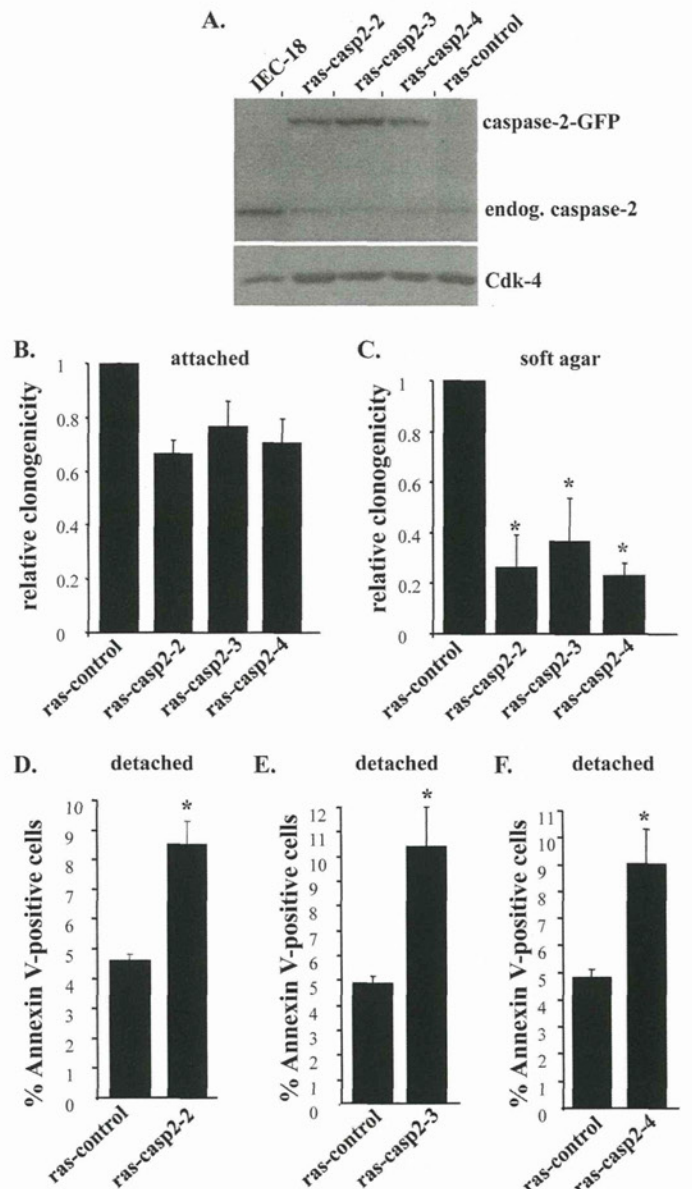 A.
IEC-18
ras-casp2-2
ras-casp2-3
ras-casp2-4
ras-control
caspase-2-GFP
endog. caspase-2
Cdk-4
B.
attached
relative clonogenicity
1
0.8
0.6
0.4
0.2
0
ras-control
ras-casp2-2
ras-casp2-3
ras-casp2-4
C.
soft agar
relative clonogenicity
1
0.8
0.6
0.4
0.2
0
*
*
*
ras-control
ras-casp2-2
ras-casp2-3
ras-casp2-4
D.
detached
% Annexin V-positive cells
10
9
8
7
6
5
4
3
2
1
0
*
ras-control
ras-casp2-2
E.
detached
% Annexin V-positive cells
12
11
10
9
8
7
6
5
4
3
2
1
0
*
ras-control
ras-casp2-3
F.
detached
% Annexin V-positive cells
11
10
9
8
7
6
5
4
3
2
1
0
*
ras-control
ras-casp2-4